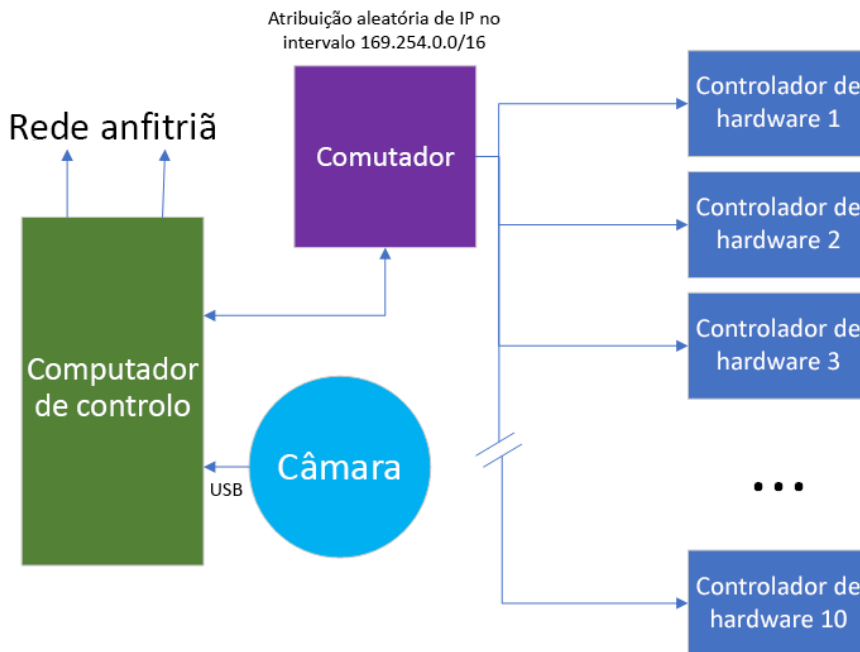 Atribuição aleatória de IP no
intervalo 169.254.0.0/16
Rede anfitriã
Comutador
Controlador de
hardware 1
Controlador de
hardware 2
Controlador de
hardware 3
Computador
de controlo
Câmara
USB
...
Controlador de
hardware 10